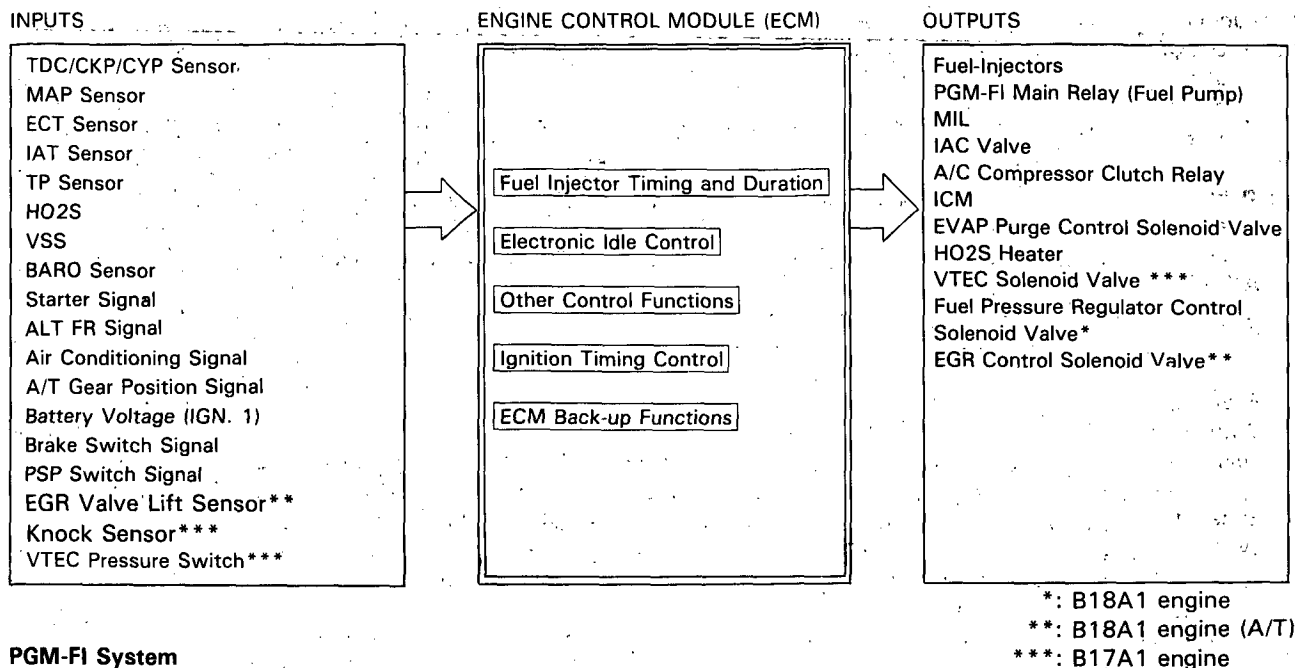 INPUTS
TDC/CKP/CYP Sensor
MAP Sensor
ECT Sensor
IAT Sensor
TP Sensor
HO2S
VSS
BARO Sensor
Starter Signal
ALT FR Signal
Air Conditioning Signal
A/T Gear Position Signal
Battery Voltage (IGN. 1)
Brake Switch Signal
PSP Switch Signal
EGR Valve Lift Sensor**
Knock Sensor***
VTEC Pressure Switch***
ENGINE CONTROL MODULE (ECM)
Fuel Injector Timing and Duration
Electronic Idle Control
Other Control Functions
Ignition Timing Control
ECM Back-up Functions
OUTPUTS
Fuel-Injectors
PGM-FI Main Relay (Fuel Pump)
MIL
IAC Valve
A/C Compressor Clutch Relay
ICM
EVAP Purge Control Solenoid Valve
HO2S Heater
VTEC Solenoid Valve ***
Fuel Pressure Regulator Control
Solenoid Valve*
EGR Control Solenoid Valve**
*: B18A1 engine
**: B18A1 engine (A/T)
***: B17A1 engine
PGM-FI System